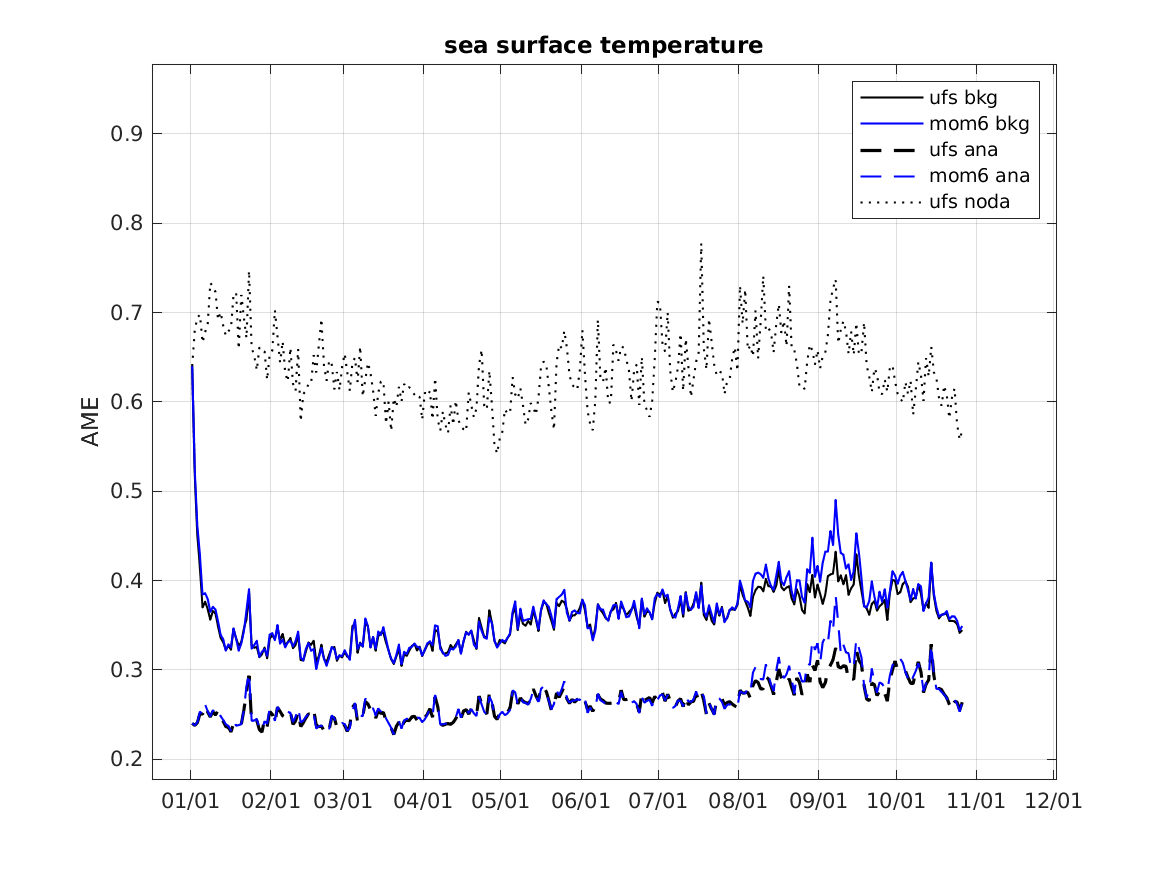 sea surface temperature
ufs bkg
mom6 bkg
ufs ana
mom6 ana
ufs noda
AME
0.9
0.8
0.7
0.6
0.5
0.4
0.3
0.2
01/01 02/01 03/01 04/01 05/01 06/01 07/01 08/01 09/01 10/01 11/01 12/01